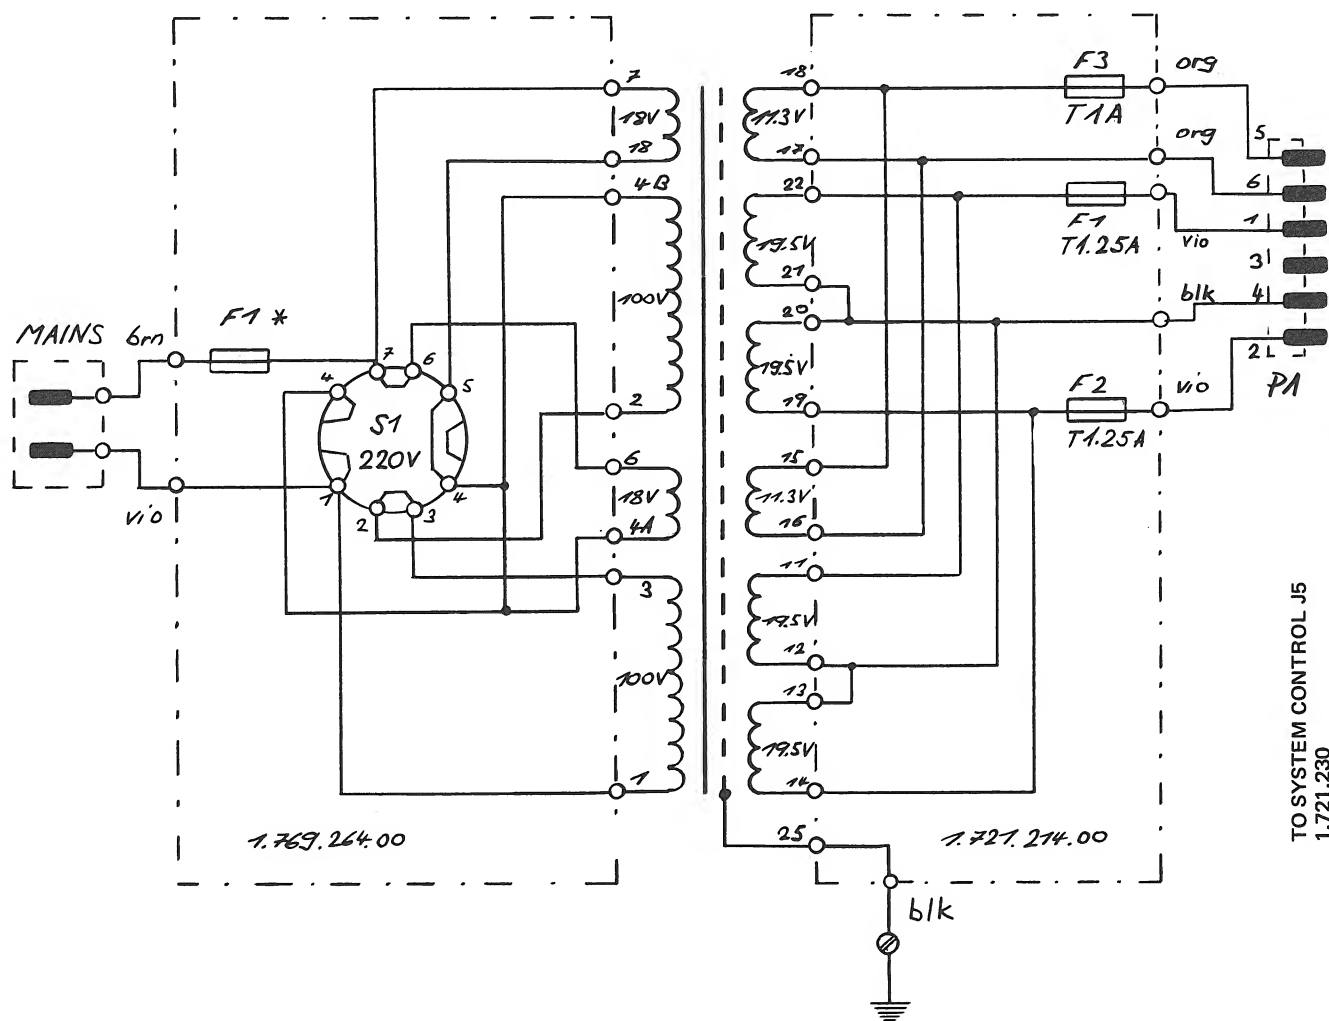 MAINS
brn
F1 *
vio
7
6
5
4
3
2
1
4
S1
220V
7
18V
18
4B
100V
2
6
18V
4A
3
100V
1
1.769.264.00
18
11.3V
17
22
19.5V
21
20
19.5V
19
15
11.3V
16
11
19.5V
12
13
19.5V
14
25
1.721.214.00
blk
F3
T1A
F1
T1.25A
F2
T1.25A
org
org
vio
blk
vio
5
6
1
3
4
2
P1
TO SYSTEM CONTROL J5
1.721.230